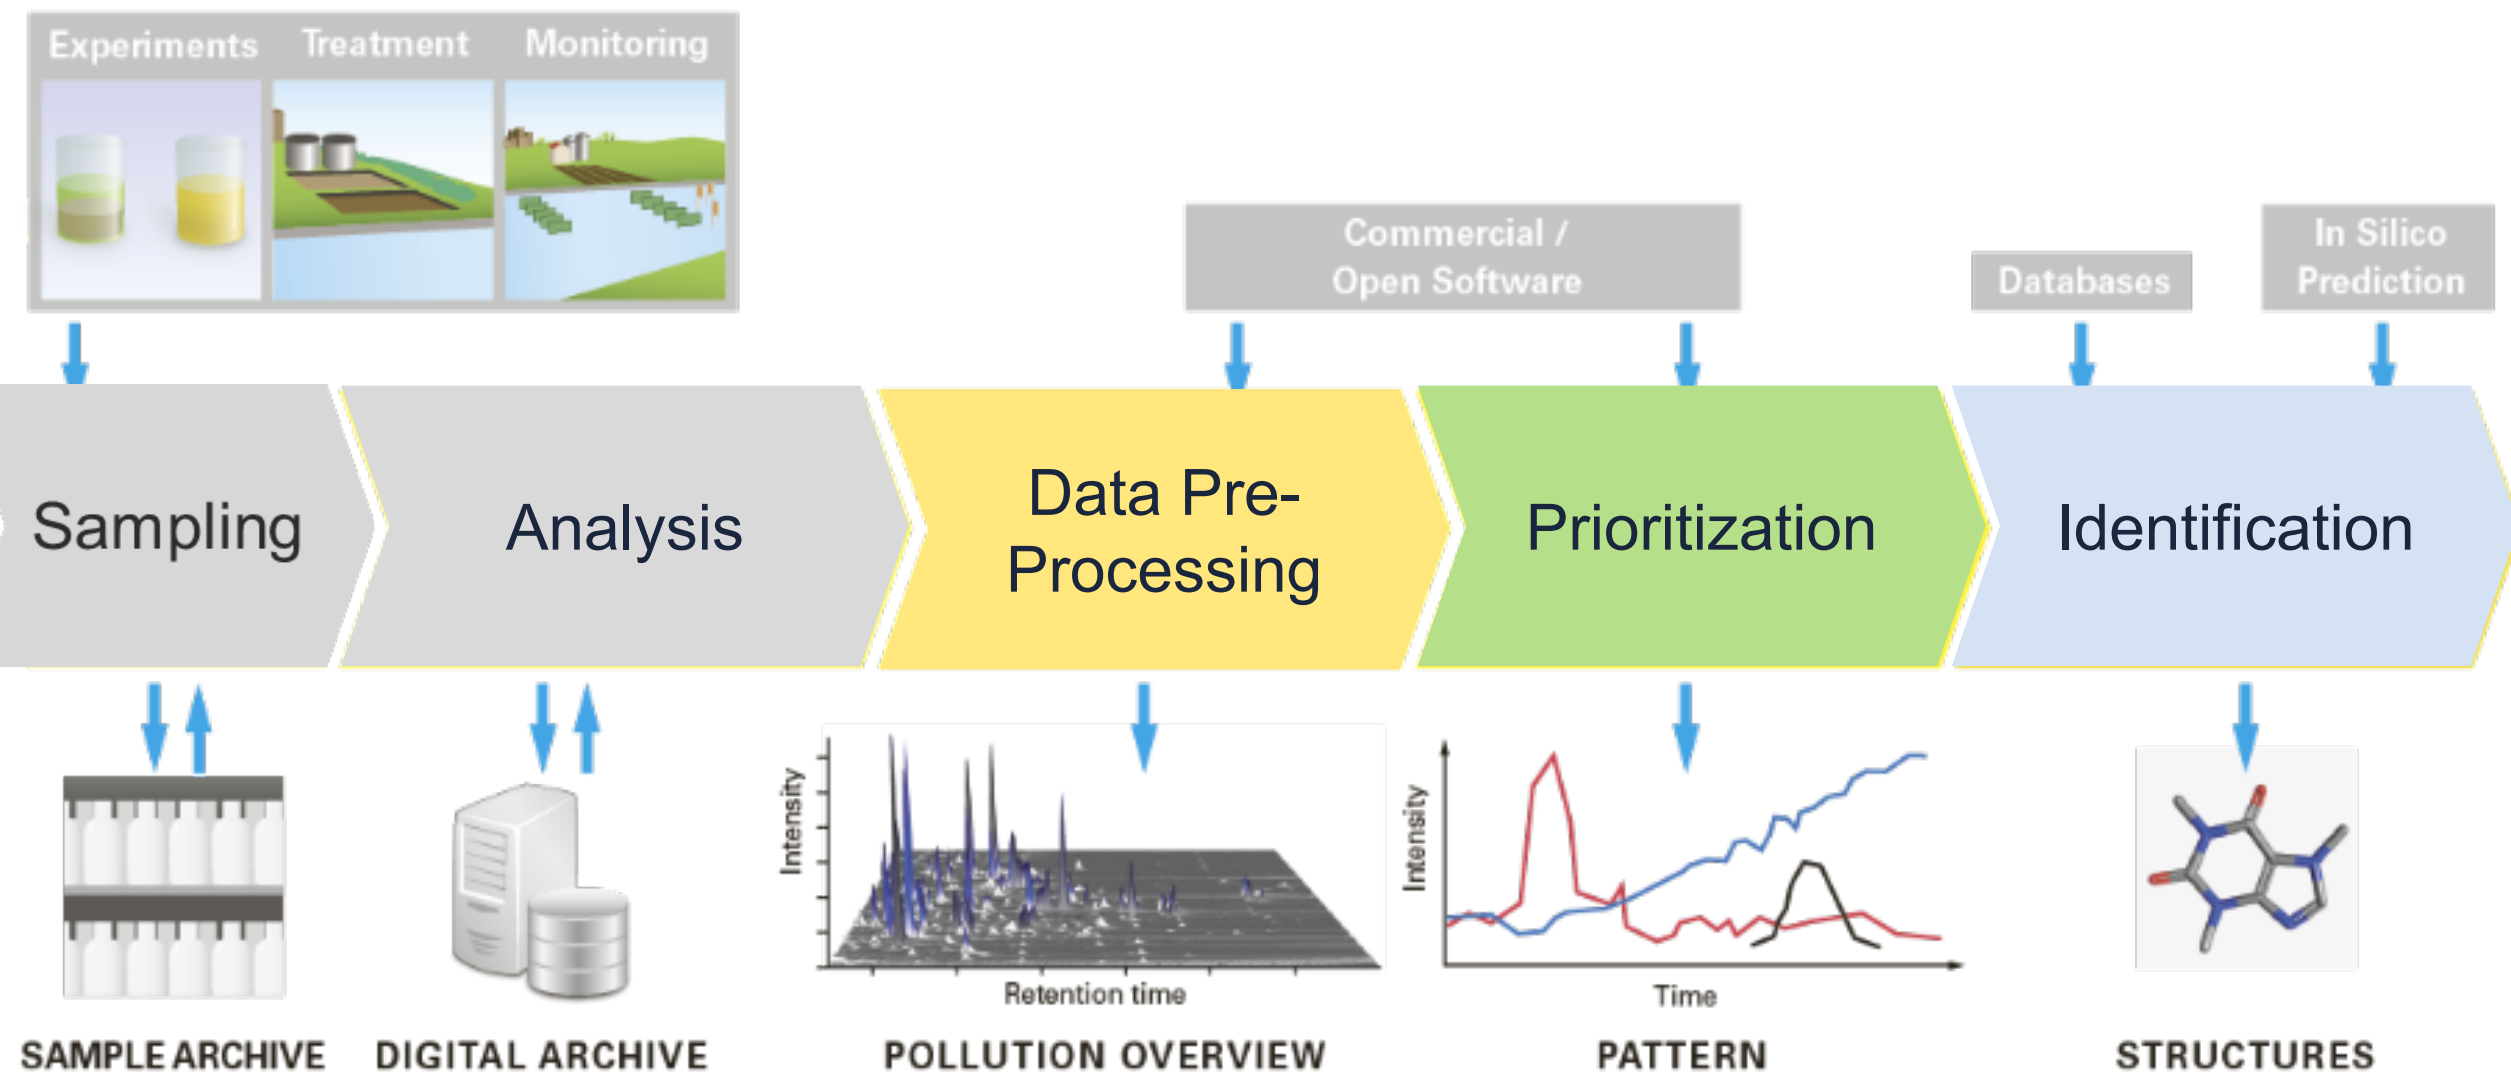 Experiments Treatment Monitoring
Commercial /
Open Software
Databases
In Silico
Prediction
Sampling
Analysis
Data Pre-
Processing
Prioritization
Identification
Intensity
Retention time
Intensity
Time
SAMPLE ARCHIVE
DIGITAL ARCHIVE
POLLUTION OVERVIEW
PATTERN
STRUCTURES